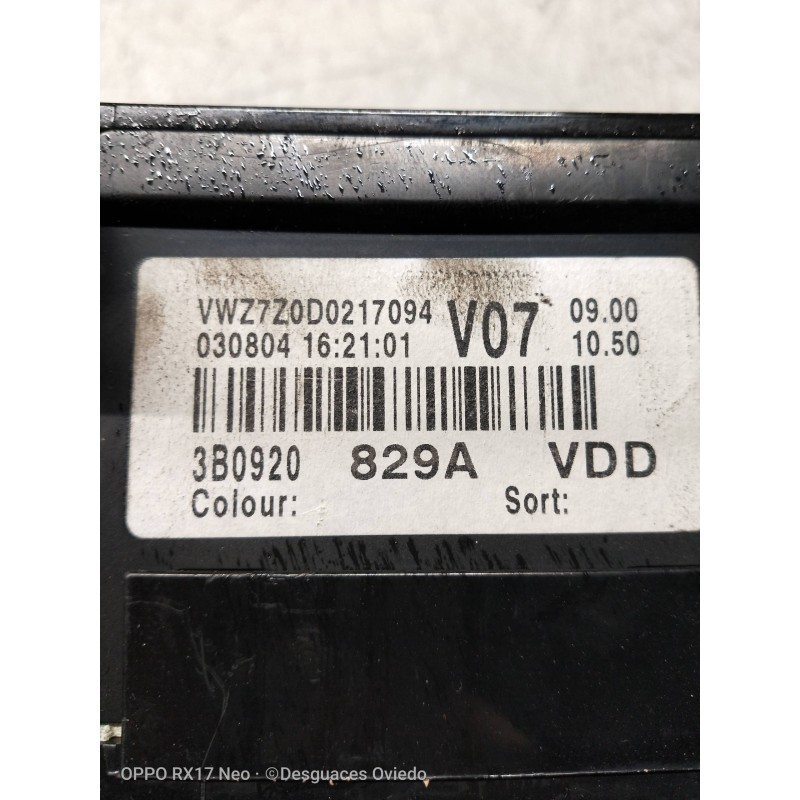 VWZ7Z0D0217094 V07 09.00
030804 16:21:01 10.50
3B0920 829A VDD
Colour: Sort:
OPPO RX17 Neo · ©Desguaces Oviedo